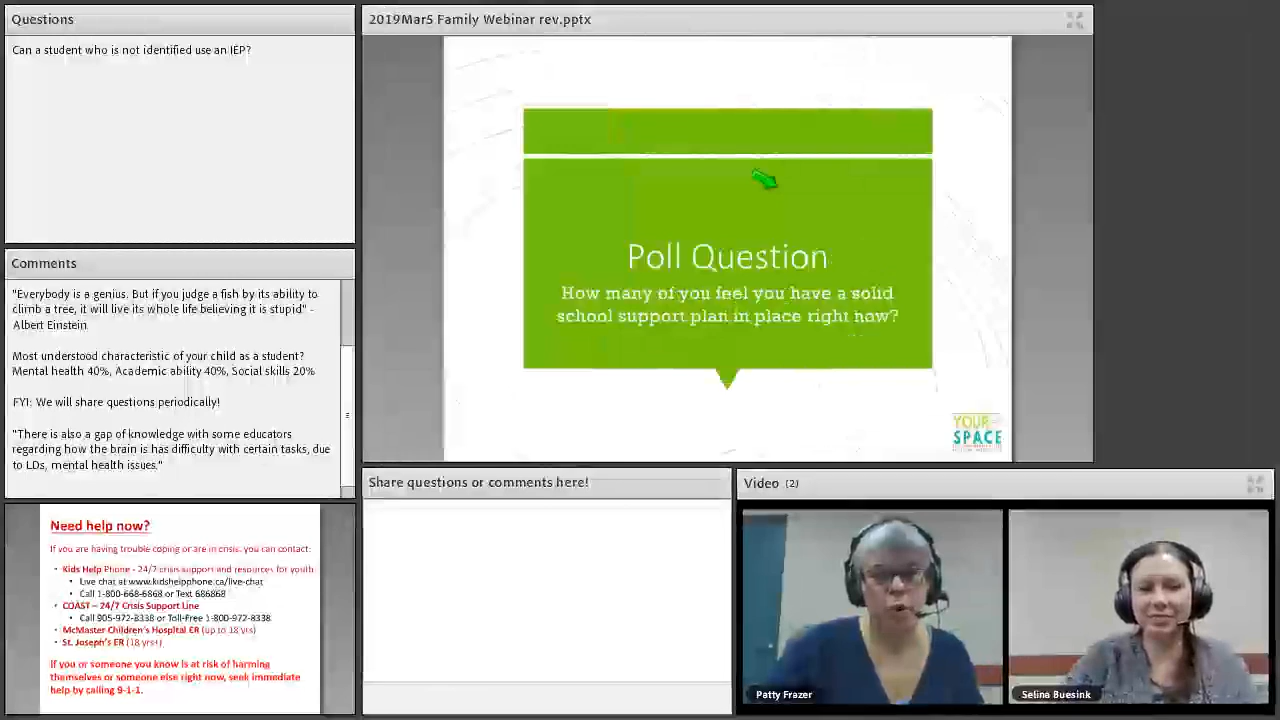 Questions
Can a student who is not identified use an IEP?
Comments
"Everybody is a genius. But if you judge a fish by its ability to
climb a tree, it will live its whole life believing it is stupid" -
Albert Einstein
Most understood characteristic of your child as a student?
Mental health 40%, Academic ability 40%, Social skills 20%
FYI: We will share questions periodically!
"There is also a gap of knowledge with some educators
regarding how the brain is has difficulty with certain tasks, due
to LDs, mental health issues."
Need help now?
If you are having trouble coping or are in crisis, you can contact:
• Kids Help Phone - 24/7 crisis support and resources for youth
• Live chat at www.kidshelpphone.ca/live-chat
• Call 1-800-668-6868 or Text 686868
• COAST – 24/7 Crisis Support Line
• Call 905-972-8338 or Toll-Free 1-800-972-8338
• McMaster Children's Hospital ER (up to 18 yrs)
• St. Joseph's ER (18 yrs+)
If you or someone you know is at risk of harming
themselves or someone else right now, seek immediate
help by calling 9-1-1.
2019Mar5 Family Webinar rev.pptx
Poll Question
How many of you feel you have a solid
school support plan in place right now?
YOUR
SPACE
Share questions or comments here!
Video (2)
Patty Frazer
Selina Buesink